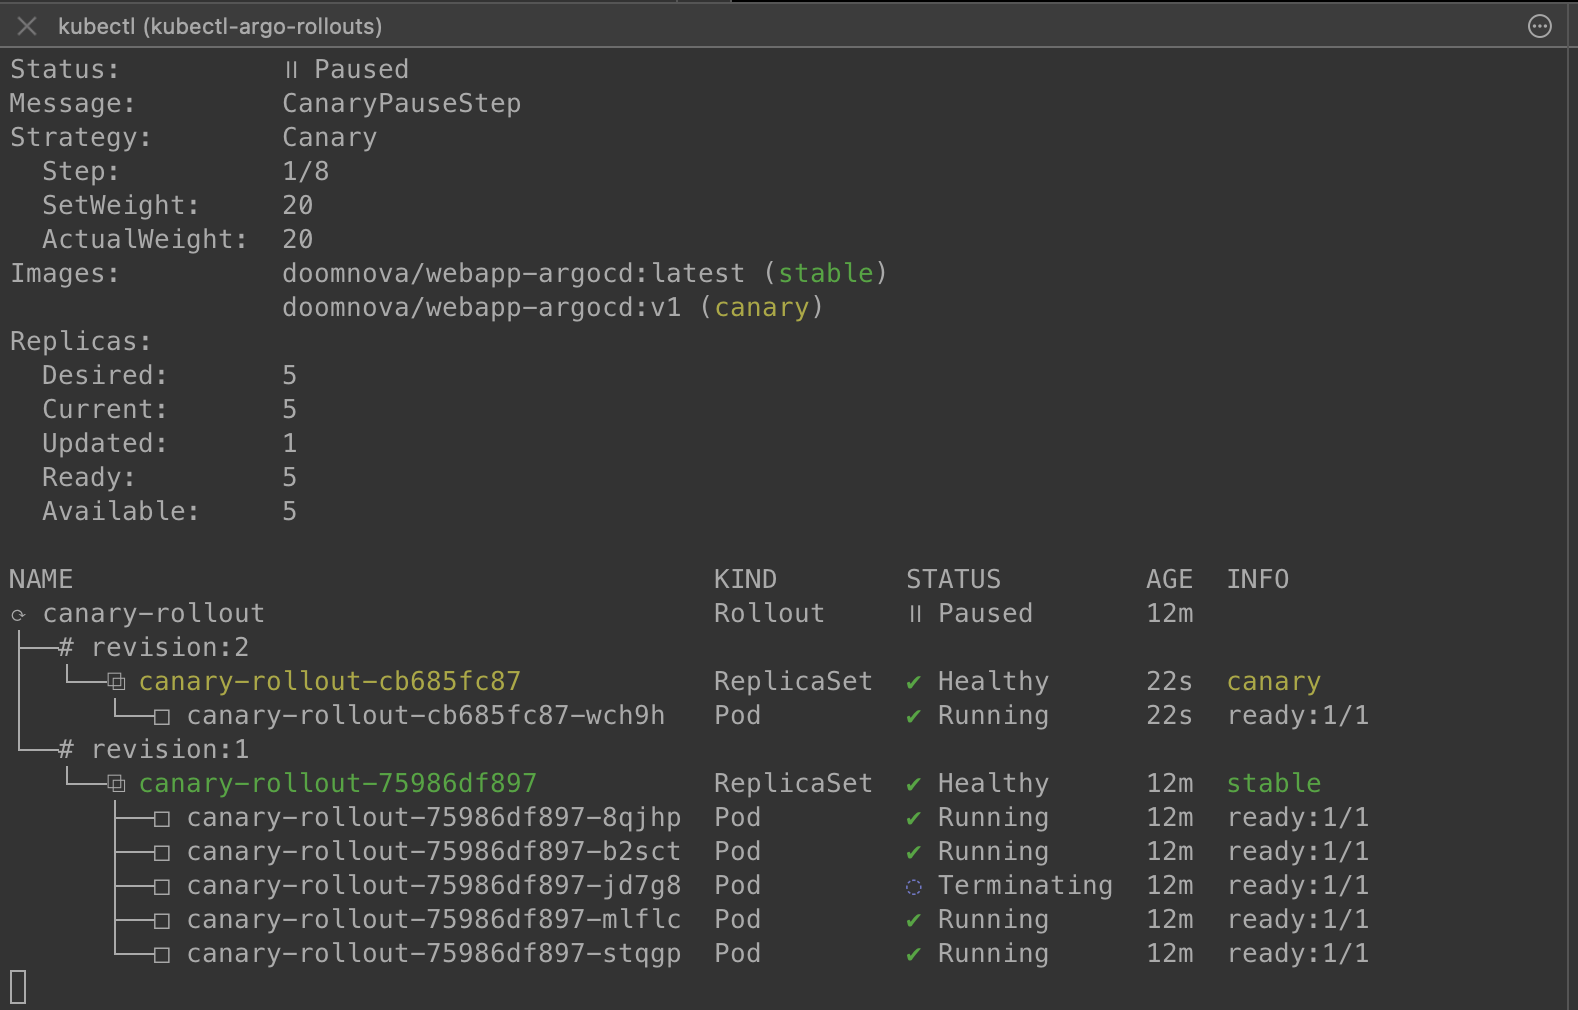 kubectl (kubectl-argo-rollouts)
Status: || Paused
Message: CanaryPauseStep
Strategy: Canary
Step: 1/8
SetWeight: 20
ActualWeight: 20
Images: doomnova/webapp-argocd:latest (stable)
doomnova/webapp-argocd:v1 (canary)
Replicas:
Desired: 5
Current: 5
Updated: 1
Ready: 5
Available: 5
NAME KIND STATUS AGE INFO
⟳ canary-rollout Rollout || Paused 12m
├──# revision:2
│ └──⧉ canary-rollout-cb685fc87 ReplicaSet ✔ Healthy 22s canary
│ └──□ canary-rollout-cb685fc87-wch9h Pod ✔ Running 22s ready:1/1
└──# revision:1
└──⧉ canary-rollout-75986df897 ReplicaSet ✔ Healthy 12m stable
├──□ canary-rollout-75986df897-8qjhp Pod ✔ Running 12m ready:1/1
├──□ canary-rollout-75986df897-b2sct Pod ✔ Running 12m ready:1/1
├──□ canary-rollout-75986df897-jd7g8 Pod ◌ Terminating 12m ready:1/1
├──□ canary-rollout-75986df897-mlflc Pod ✔ Running 12m ready:1/1
└──□ canary-rollout-75986df897-stqgp Pod ✔ Running 12m ready:1/1